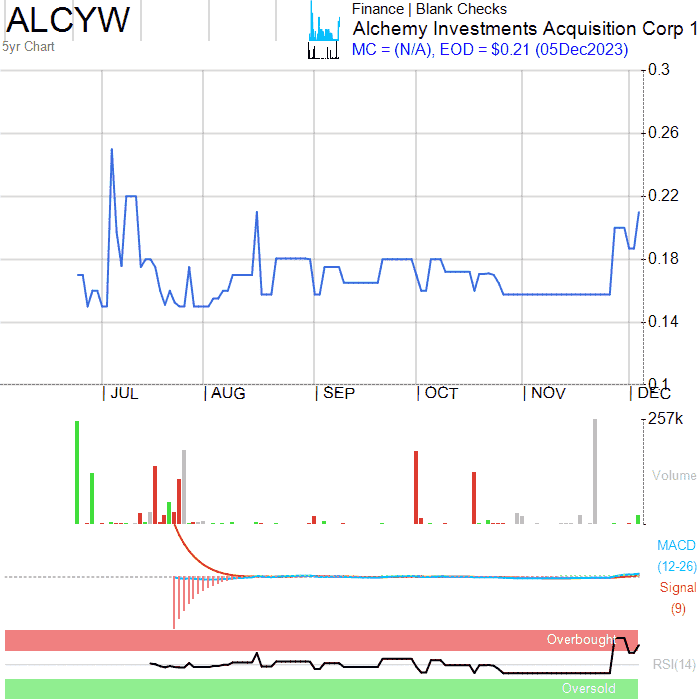 ALCYW
5yr Chart
Finance | Blank Checks
Alchemy Investments Acquisition Corp 1
MC = (N/A), EOD = $0.21 (05Dec2023)
0.3
0.26
0.22
0.18
0.14
0.1
JUL AUG SEP OCT NOV DEC
257k
Volume
MACD
(12-26)
Signal
(9)
Overbought
RSI(14)
Oversold